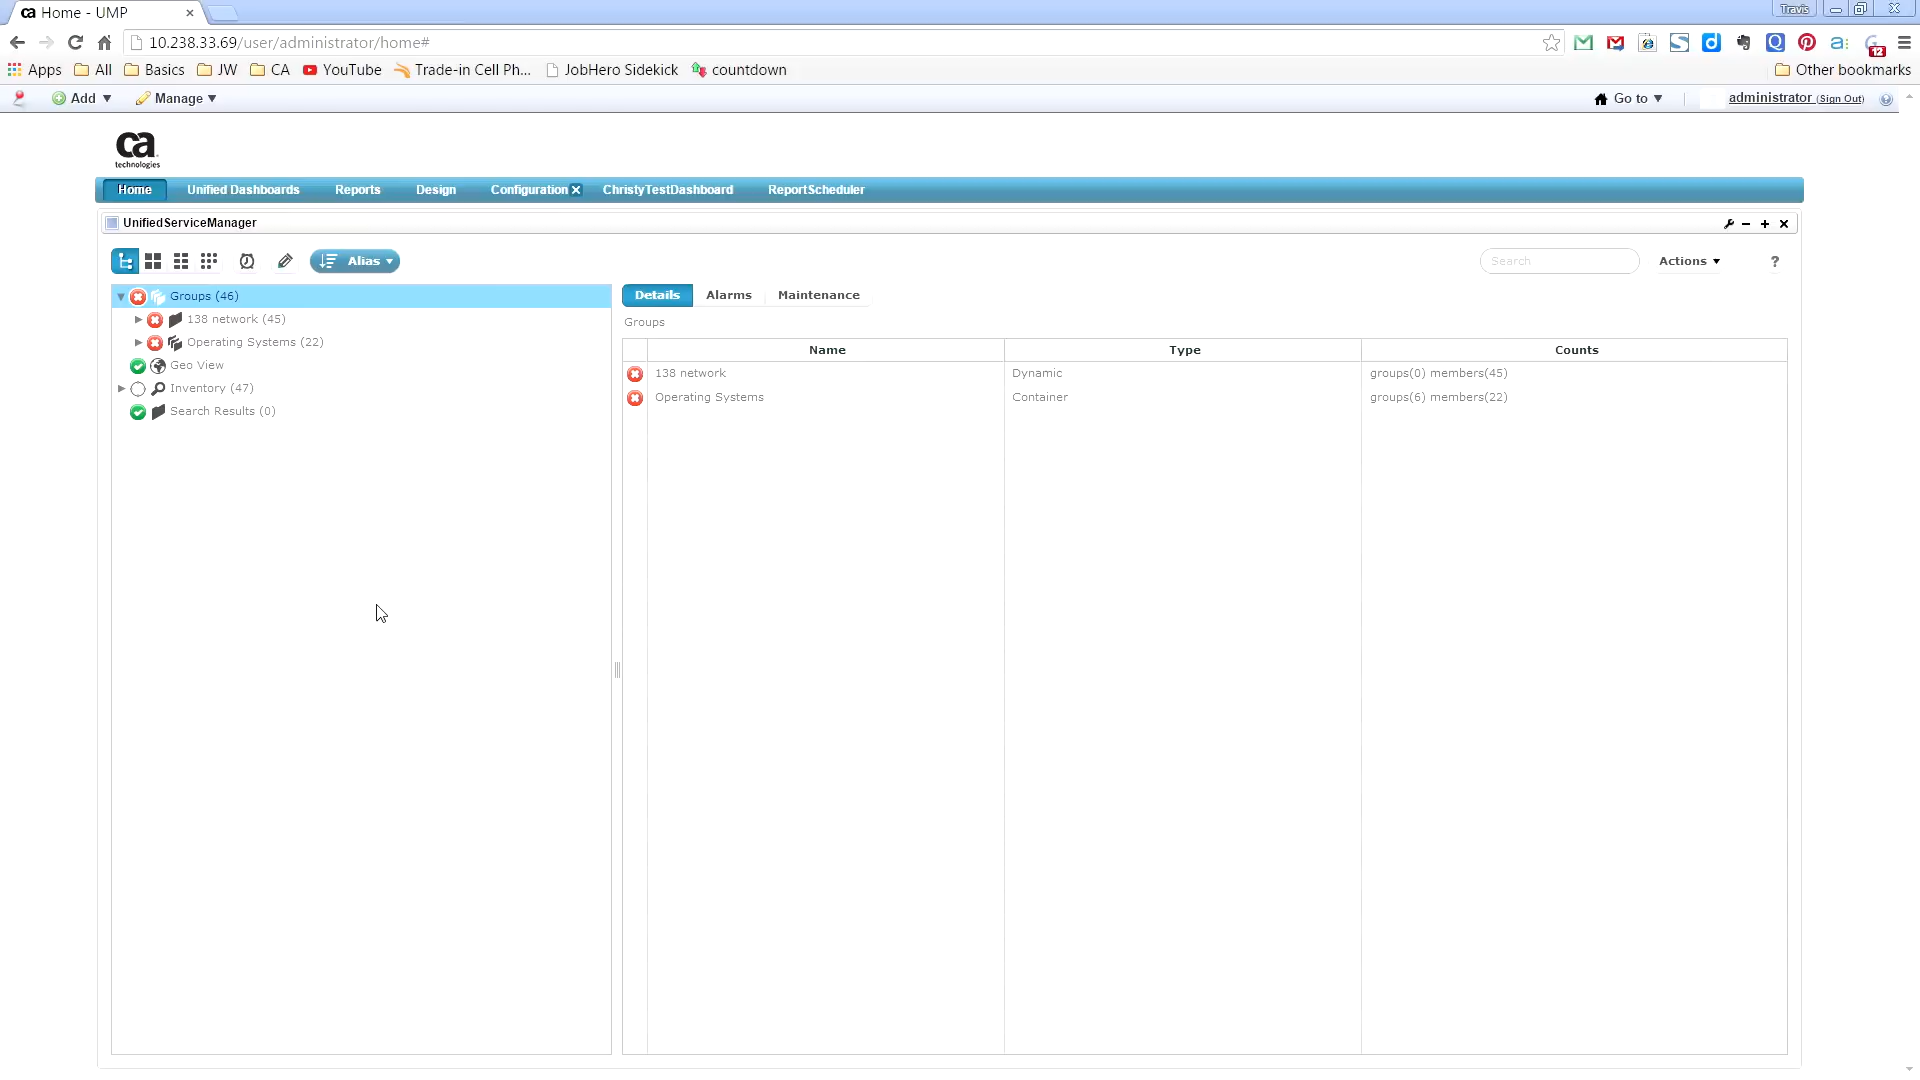 ca Home - UMP
Travis
10.238.33.69/user/administrator/home#
12
Apps All Basics JW CA YouTube Trade-in Cell Ph... JobHero Sidekick countdown Other bookmarks
Add Manage Go to administrator (Sign Out)
ca
technologies
Home Unified Dashboards Reports Design Configuration ChristyTestDashboard ReportScheduler
UnifiedServiceManager
Alias Search Actions ?
Groups (46)
138 network (45)
Operating Systems (22)
Geo View
Inventory (47)
Search Results (0)
Details Alarms Maintenance
Groups
Name Type Counts
138 network Dynamic groups(0) members(45)
Operating Systems Container groups(6) members(22)